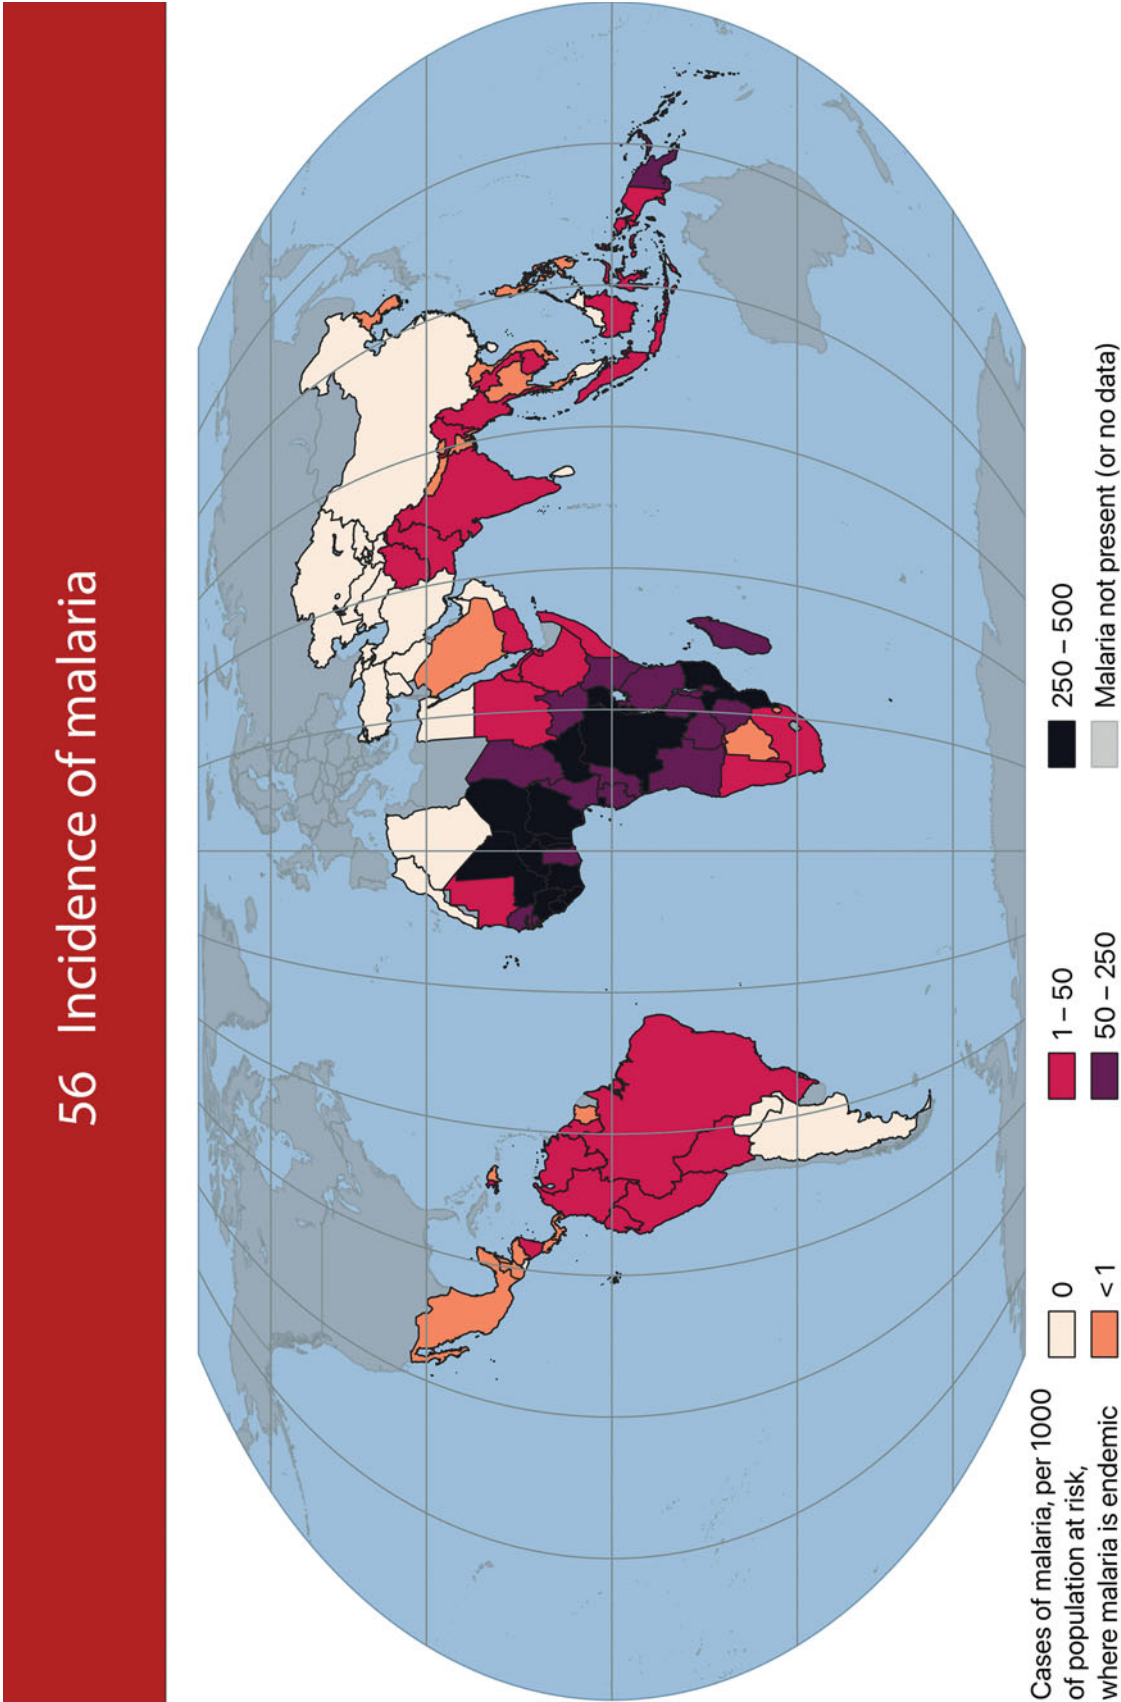 56 Incidence of malaria
Cases of malaria, per 1000
of population at risk,
where malaria is endemic
0
< 1
1 – 50
50 – 250
250 – 500
Malaria not present (or no data)